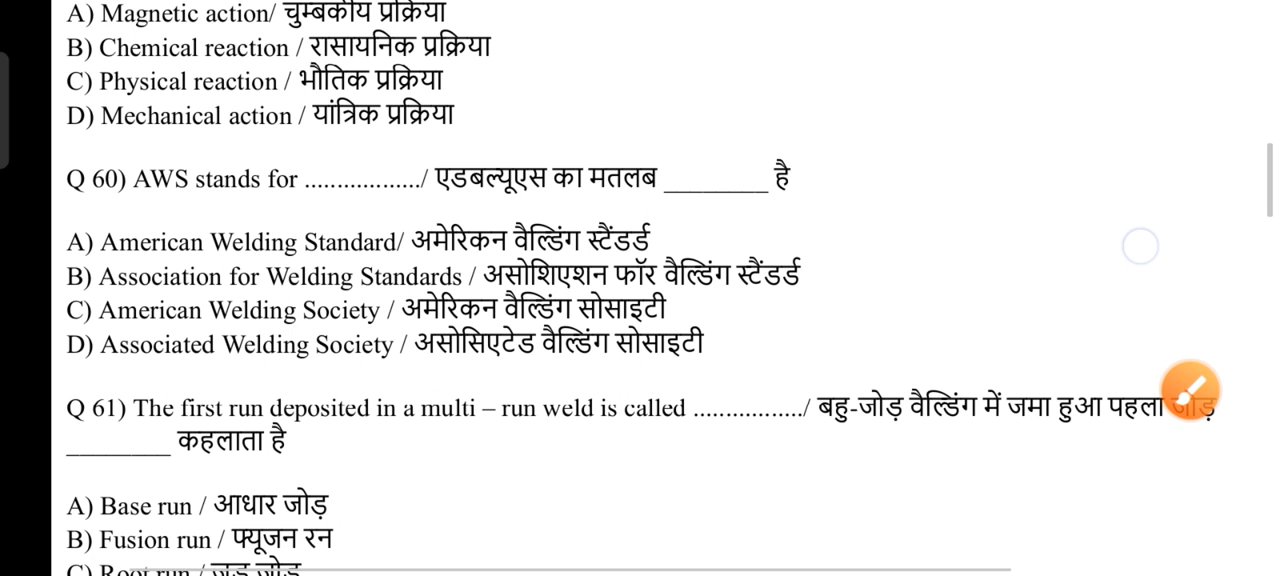 A) Magnetic action/ चुम्बकीय प्रक्रिया
B) Chemical reaction / रासायनिक प्रक्रिया
C) Physical reaction / भौतिक प्रक्रिया
D) Mechanical action / यांत्रिक प्रक्रिया
Q 60) AWS stands for ................../ एडबल्यूएस का मतलब ________ है
A) American Welding Standard/ अमेरिकन वैल्डिंग स्टैंडर्ड
B) Association for Welding Standards / असोशिएशन फॉर वैल्डिंग स्टैंडर्ड
C) American Welding Society / अमेरिकन वैल्डिंग सोसाइटी
D) Associated Welding Society / असोसिएटेड वैल्डिंग सोसाइटी
Q 61) The first run deposited in a multi – run weld is called ................./ बहु-जोड़ वैल्डिंग में जमा हुआ पहला जोड़
________ कहलाता है
A) Base run / आधार जोड़
B) Fusion run / फ्यूजन रन
C) Root run / जड़ जोड़